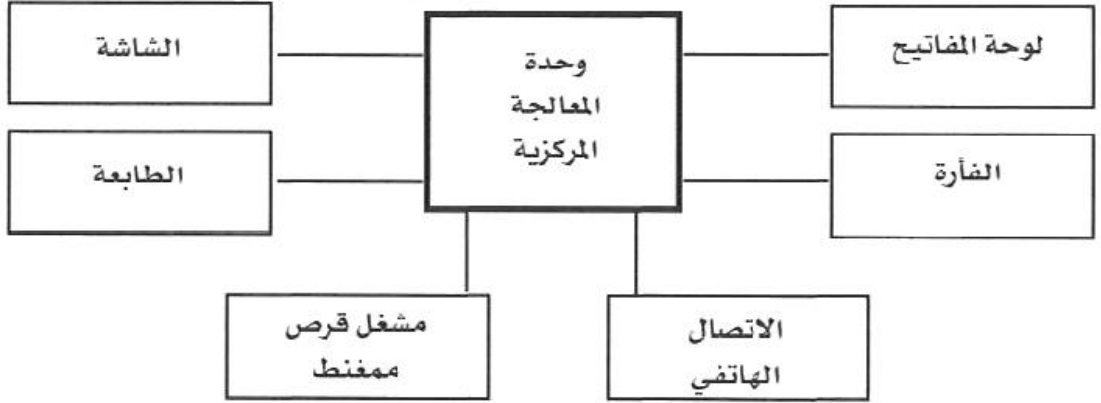 لوحة المفاتيح
وحدة
المعالجة
المركزية
الشاشة
الفأرة
الطابعة
الاتصال
الهاتفي
مشغل قرص
ممغنط